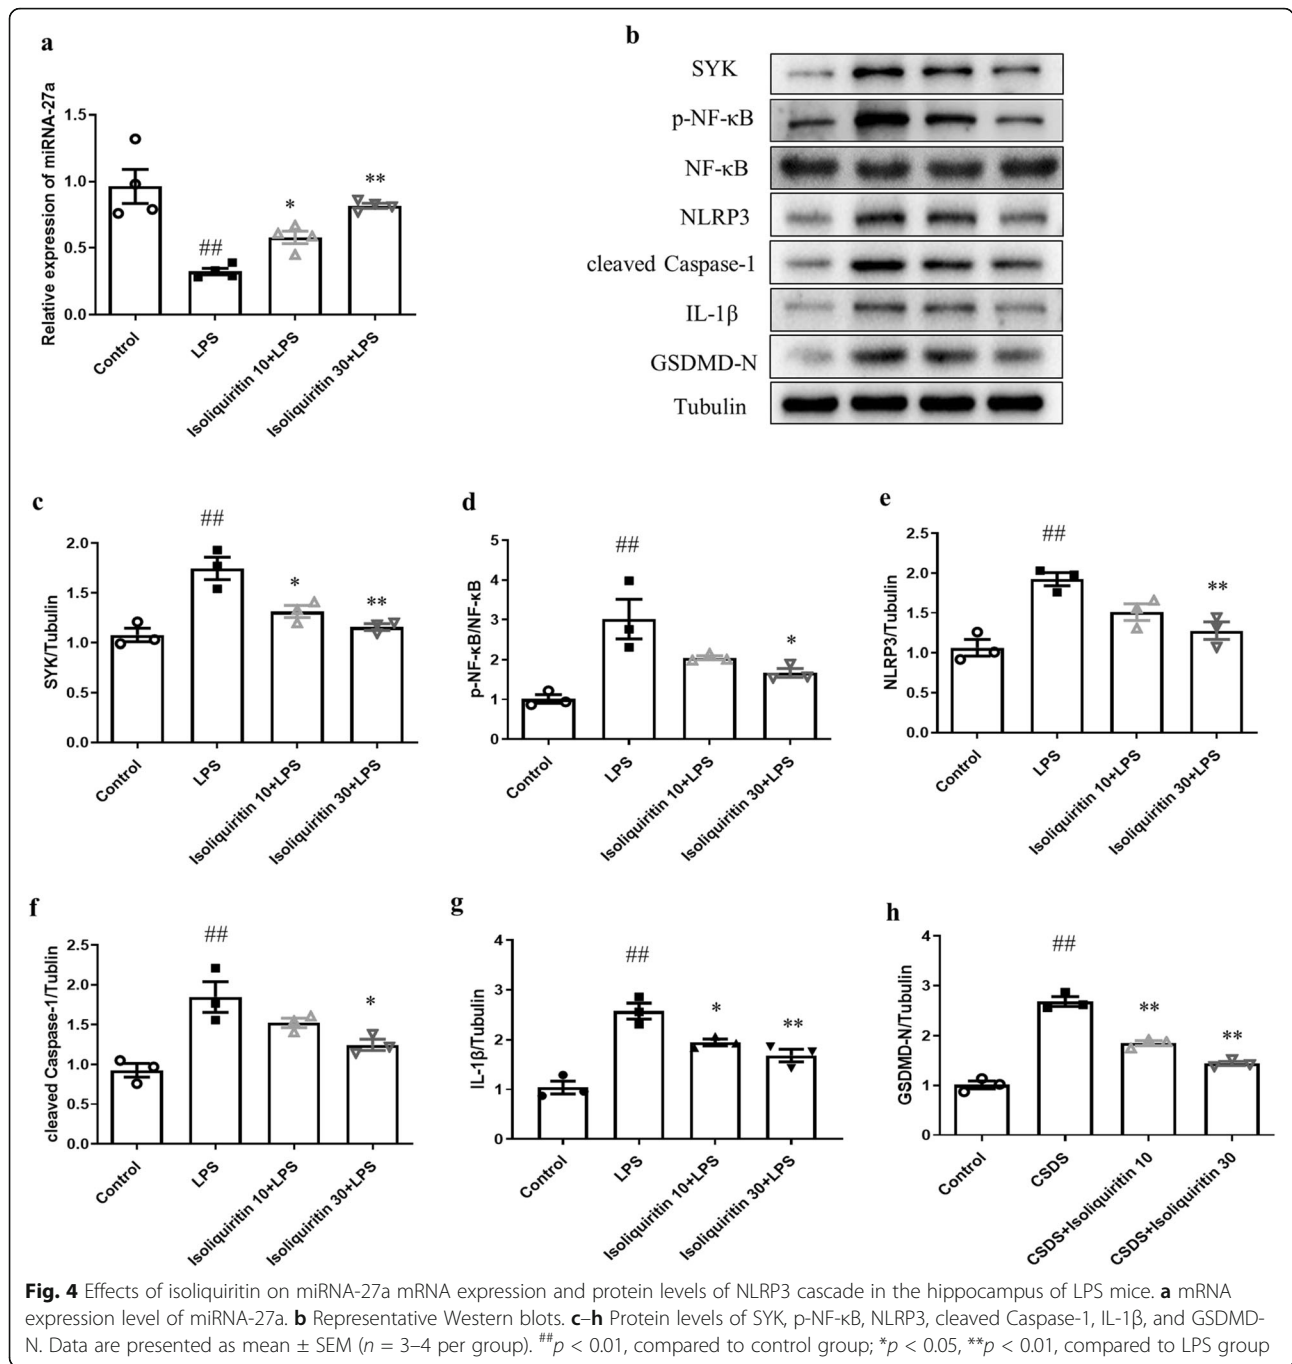 a
Relative expression of miRNA-27a
1.5
1.0
0.5
0.0
##
*
**
Control
LPS
Isoliquiritin 10+LPS
Isoliquiritin 30+LPS
b
SYK
p-NF-κB
NF-κB
NLRP3
cleaved Caspase-1
IL-1β
GSDMD-N
Tubulin
c
SYK/Tubulin
2.0
1.5
1.0
0.5
0.0
##
*
**
Control
LPS
Isoliquiritin 10+LPS
Isoliquiritin 30+LPS
d
p-NF-κB/NF-κB
5
4
3
2
1
0
##
*
Control
LPS
Isoliquiritin 10+LPS
Isoliquiritin 30+LPS
e
NLRP3/Tubulin
2.5
2.0
1.5
1.0
0.5
0.0
##
**
Control
LPS
Isoliquiritin 10+LPS
Isoliquiritin 30+LPS
f
cleaved Caspase-1/Tublin
2.5
2.0
1.5
1.0
0.5
0.0
##
*
Control
LPS
Isoliquiritin 10+LPS
Isoliquiritin 30+LPS
g
IL-1β/Tubulin
4
3
2
1
0
##
*
**
Control
LPS
Isoliquiritin 10+LPS
Isoliquiritin 30+LPS
h
GSDMD-N/Tubulin
4
3
2
1
0
##
**
**
Control
CSDS
CSDS+Isoliquiritin 10
CSDS+Isoliquiritin 30
Fig. 4 Effects of isoliquiritin on miRNA-27a mRNA expression and protein levels of NLRP3 cascade in the hippocampus of LPS mice. a mRNA
expression level of miRNA-27a. b Representative Western blots. c–h Protein levels of SYK, p-NF-κB, NLRP3, cleaved Caspase-1, IL-1β, and GSDMD-
N. Data are presented as mean ± SEM (n = 3–4 per group). ##p < 0.01, compared to control group; *p < 0.05, **p < 0.01, compared to LPS group